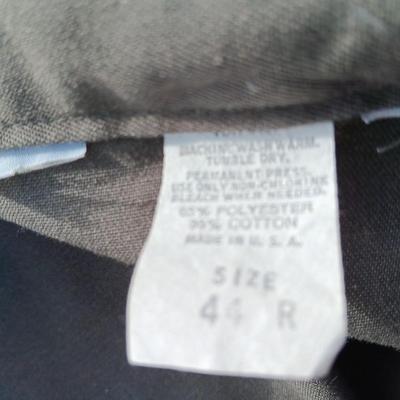 MACHINE WASH WARM.
TUMBLE DRY.
PERMANENT PRESS.
USE ONLY NON-CHLORINE
BLEACH WHEN NEEDED.
65% POLYESTER
35% COTTON
MADE IN U.S.A.
SIZE
44 R